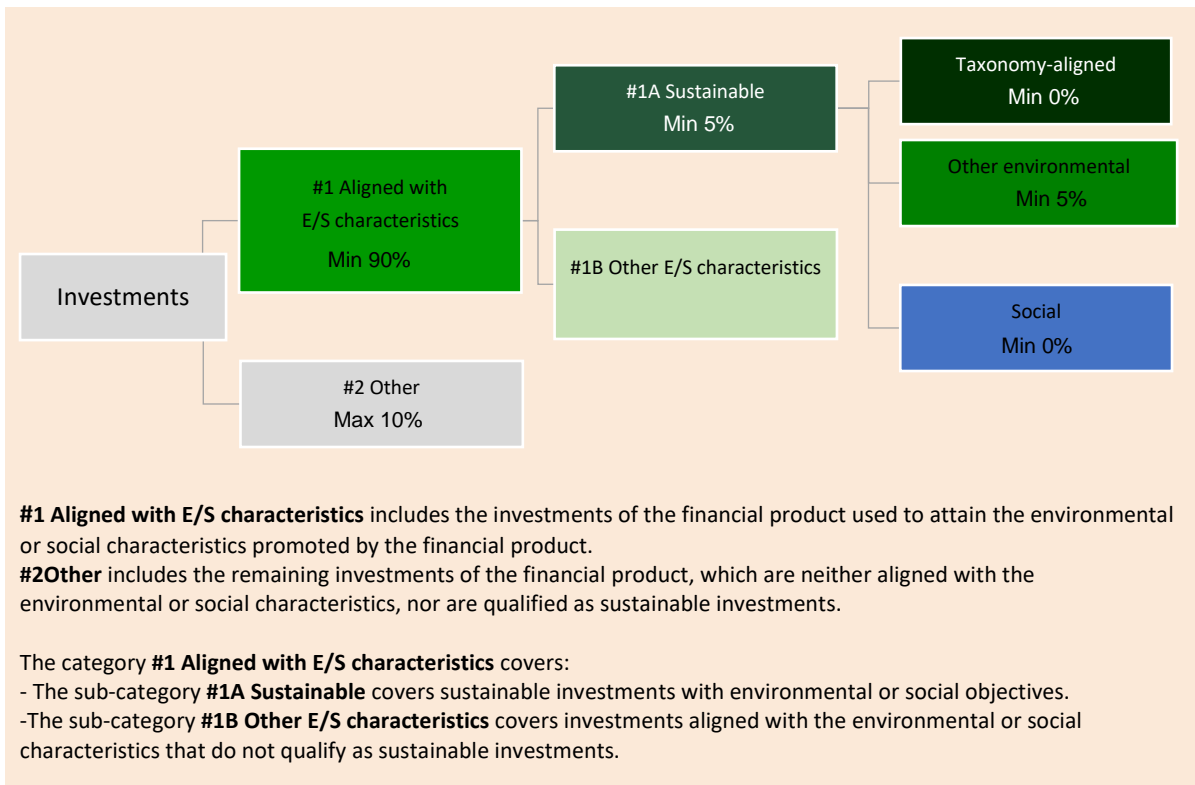 Investments
#1 Aligned with
E/S characteristics
Min 90%
#2 Other
Max 10%
#1A Sustainable
Min 5%
#1B Other E/S characteristics
Taxonomy-aligned
Min 0%
Other environmental
Min 5%
Social
Min 0%
#1 Aligned with E/S characteristics includes the investments of the financial product used to attain the environmental
or social characteristics promoted by the financial product.
#2Other includes the remaining investments of the financial product, which are neither aligned with the
environmental or social characteristics, nor are qualified as sustainable investments.
The category #1 Aligned with E/S characteristics covers:
- The sub-category #1A Sustainable covers sustainable investments with environmental or social objectives.
-The sub-category #1B Other E/S characteristics covers investments aligned with the environmental or social
characteristics that do not qualify as sustainable investments.